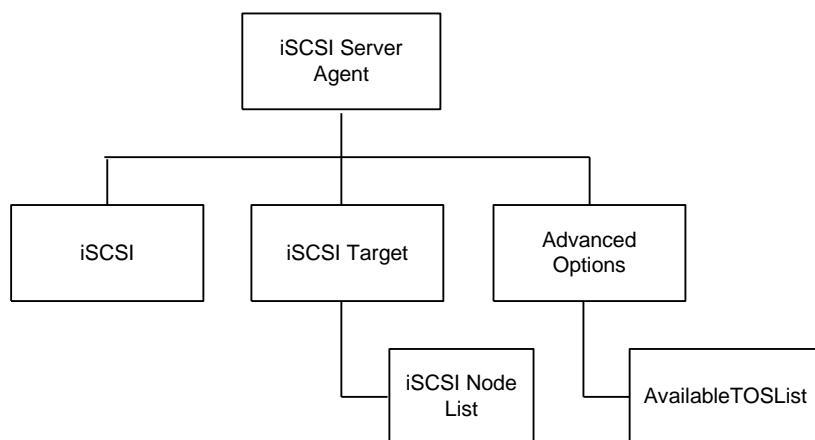 iSCSI Server
Agent
iSCSI
iSCSI Target
Advanced
Options
iSCSI Node
List
AvailableTOSList